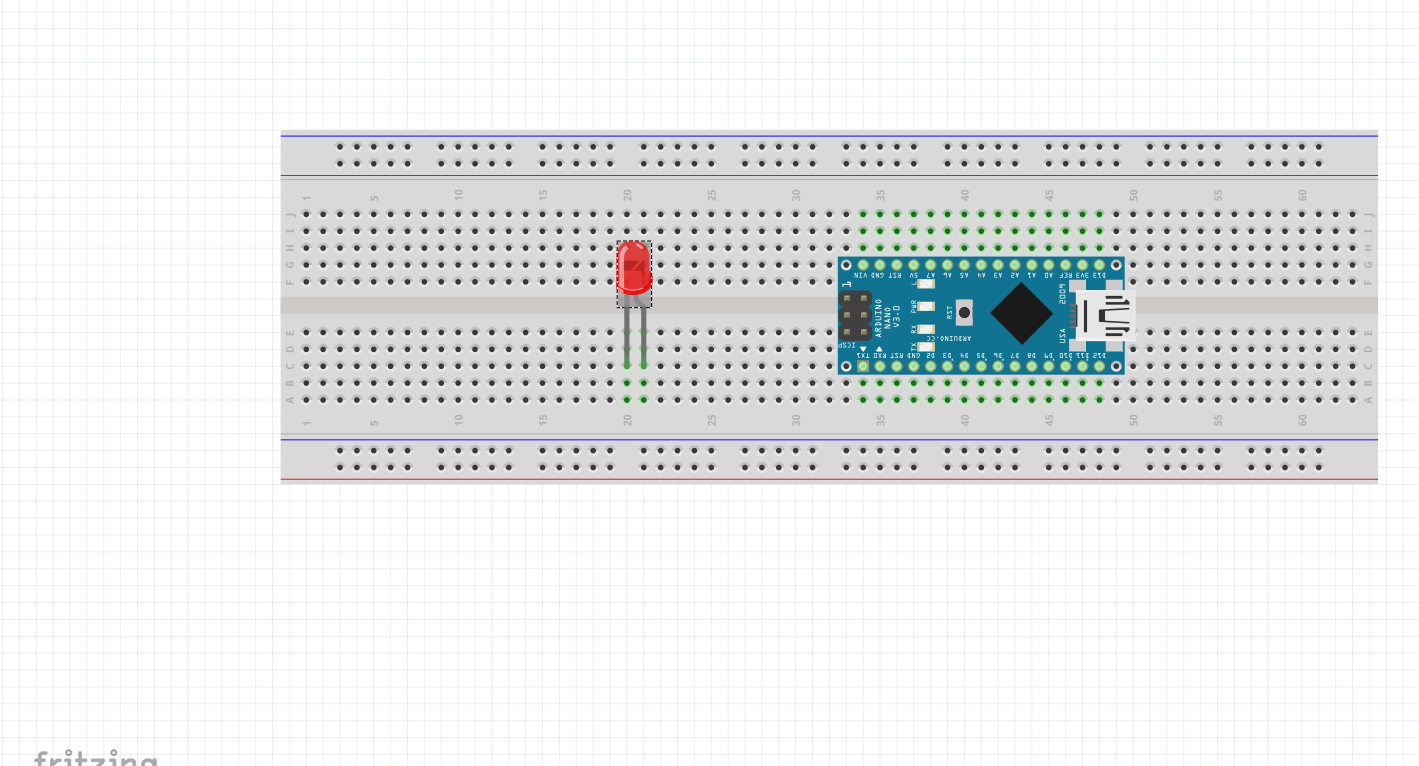 1 5 10 15 20 25 30 35 40 45 50 55 60
J J
I I
H H
G G
F F
VIN GND RST 5V A7 A6 A5 A4 A3 A2 A1 A0 REF 3V3 D13
1
L
PWR
RX
TX
ARDUINO
NANO
V3.0
RST
2009
USA
ARDUINO.CC
ICSP
TX1 RX0 RST GND D2 D3 D4 D5 D6 D7 D8 D9 D10 D11 D12
E E
D D
C C
B B
A A
1 5 10 15 20 25 30 35 40 45 50 55 60
fritzing